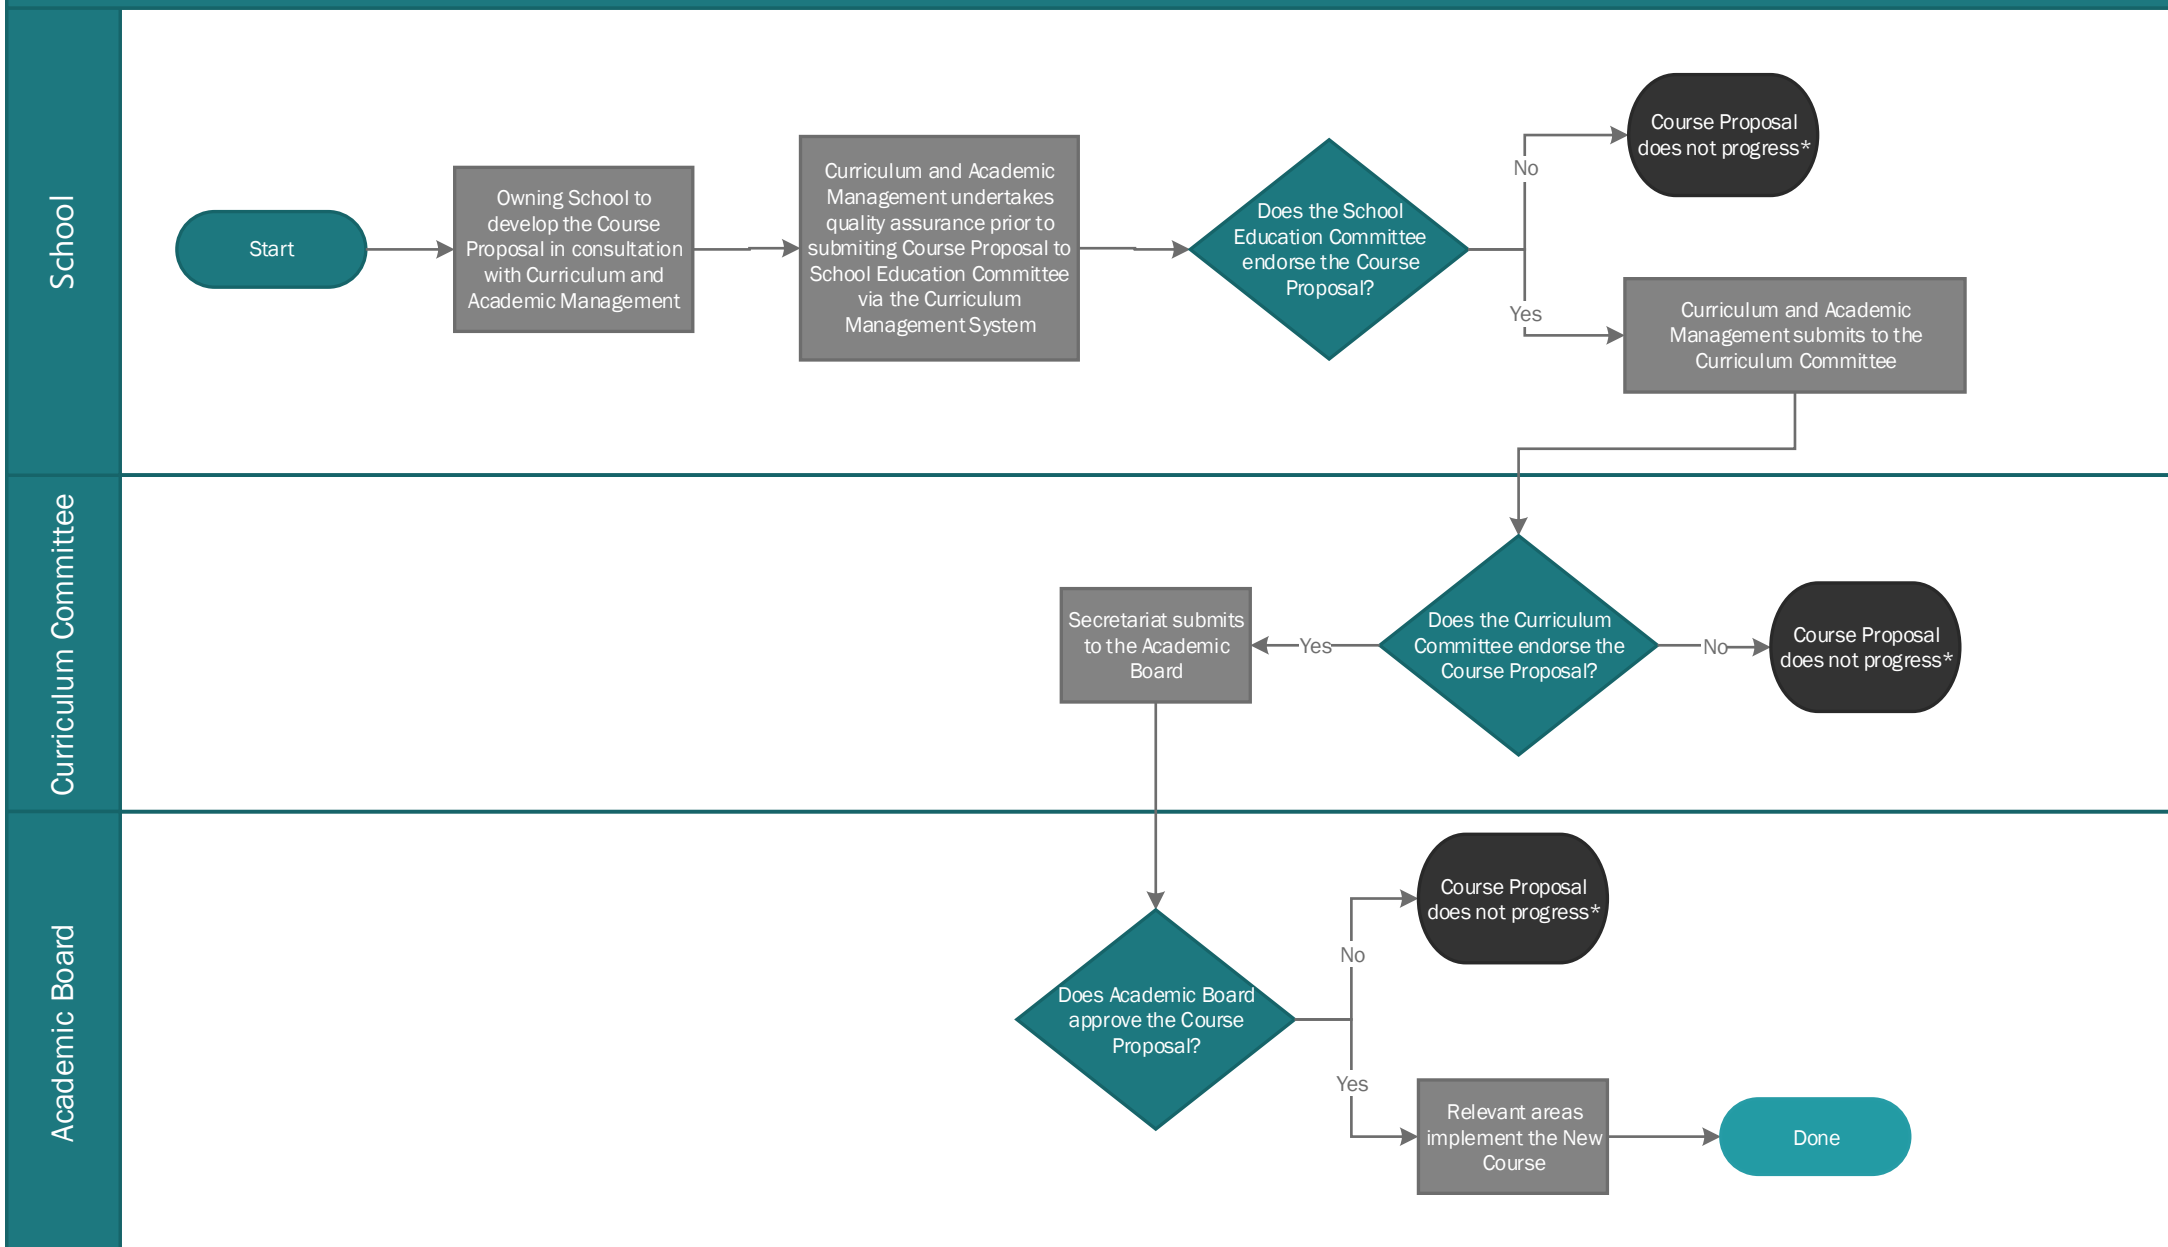 School
Start
Owning School to
develop the Course
Proposal in consultation
with Curriculum and
Academic Management
Curriculum and Academic
Management undertakes
quality assurance prior to
submiting Course Proposal to
School Education Committee
via the Curriculum
Management System
Does the School
Education Committee
endorse the Course
Proposal?
No
Course Proposal
does not progress*
Yes
Curriculum and Academic
Management submits to the
Curriculum Committee
Curriculum Committee
Does the Curriculum
Committee endorse the
Course Proposal?
No
Course Proposal
does not progress*
Yes
Secretariat submits
to the Academic
Board
Academic Board
Does Academic Board
approve the Course
Proposal?
No
Course Proposal
does not progress*
Yes
Relevant areas
implement the New
Course
Done